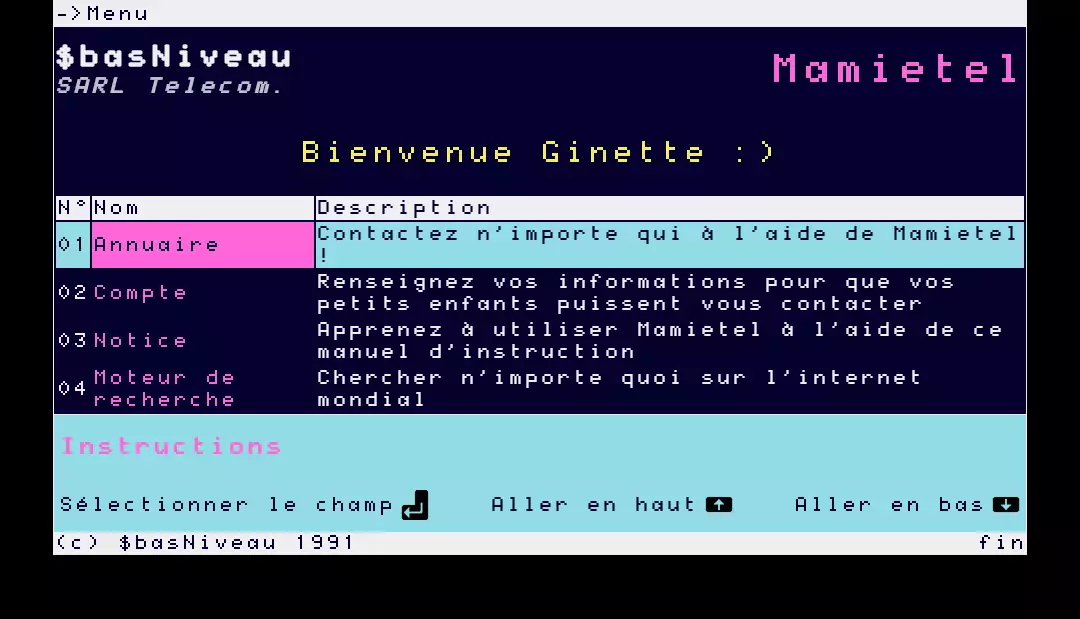 ->Menu
$basNiveau
SARL Telecom.
Mamietel
Bienvenue Ginette :)
N° Nom Description
01 Annuaire Contactez n'importe qui à l'aide de Mamietel
!
02 Compte Renseignez vos informations pour que vos
petits enfants puissent vous contacter
03 Notice Apprenez à utiliser Mamietel à l'aide de ce
manuel d'instruction
04 Moteur de recherche Chercher n'importe quoi sur l'internet
mondial
Instructions
Sélectionner le champ Aller en haut Aller en bas
(c) $basNiveau 1991 fin